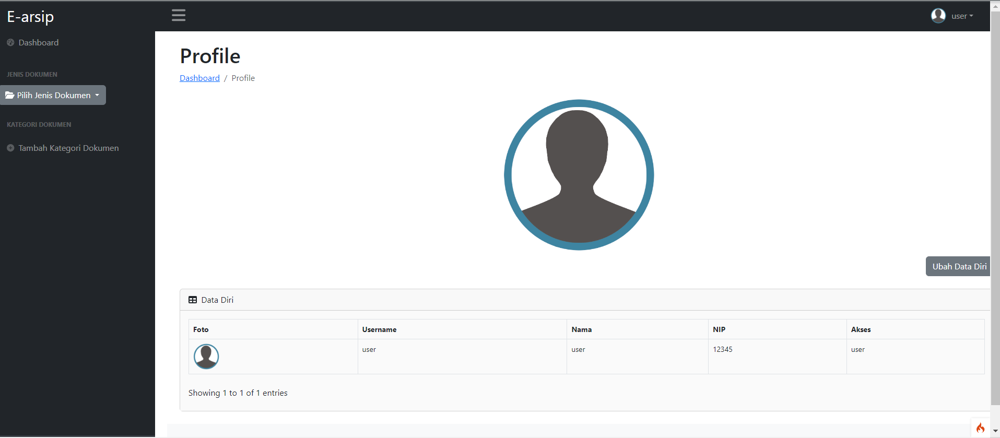 E-arsip
user
Dashboard
JENIS DOKUMEN
Pilih Jenis Dokumen
KATEGORI DOKUMEN
Tambah Kategori Dokumen
Profile
Dashboard / Profile
Ubah Data Diri
Data Diri
Foto Username Nama NIP Akses
user user 12345 user
Showing 1 to 1 of 1 entries